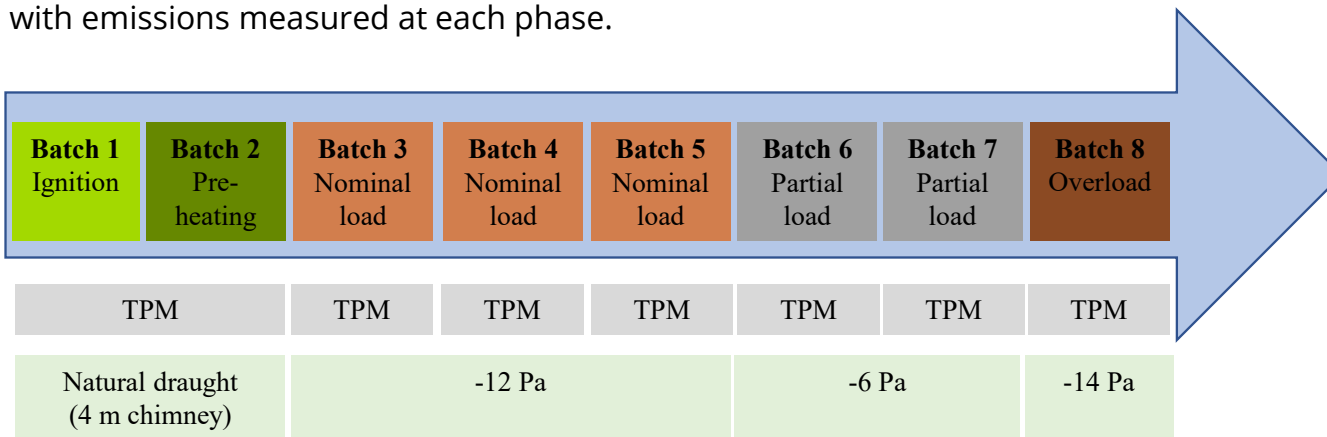 with emissions measured at each phase.
Batch 1
Ignition
Batch 2
Pre-
heating
Batch 3
Nominal
load
Batch 4
Nominal
load
Batch 5
Nominal
load
Batch 6
Partial
load
Batch 7
Partial
load
Batch 8
Overload
TPM
TPM
TPM
TPM
TPM
TPM
TPM
Natural draught
(4 m chimney)
-12 Pa
-6 Pa
-14 Pa